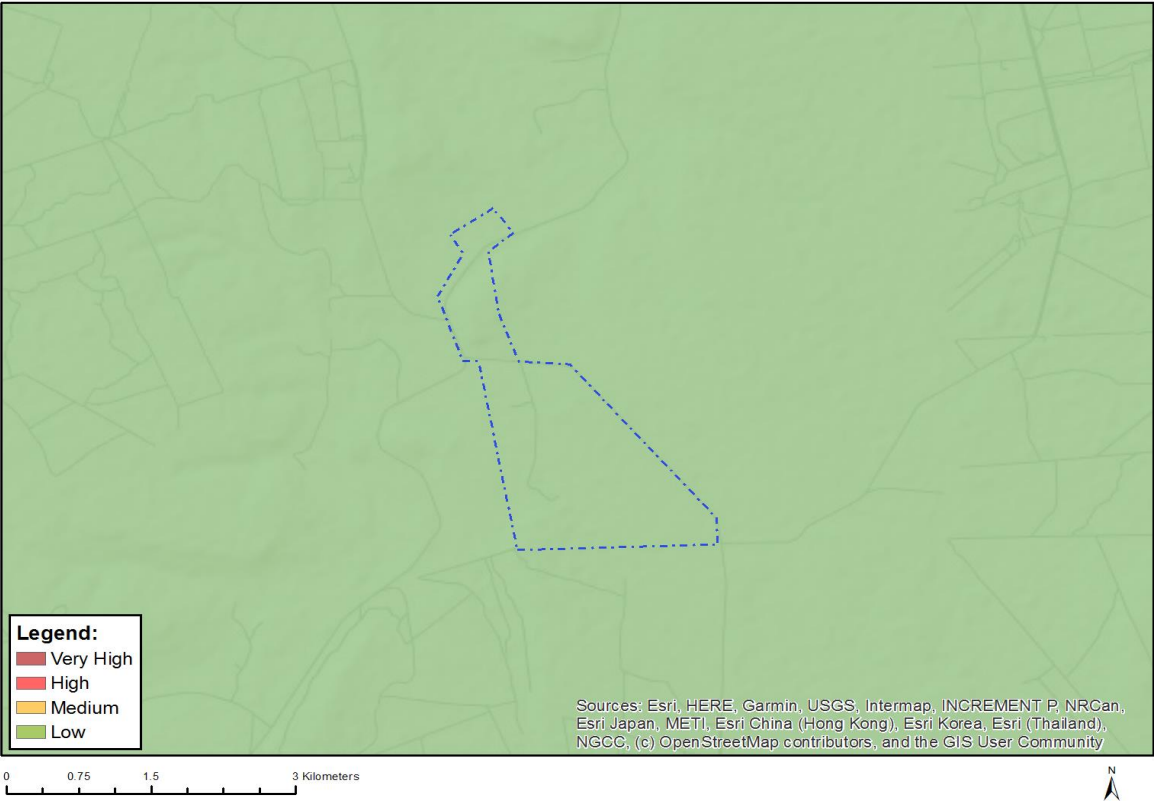 Legend:
Very High
High
Medium
Low
Sources: Esri, HERE, Garmin, USGS, Intermap, INCREMENT P, NRCan,
Esri Japan, METI, Esri China (Hong Kong), Esri Korea, Esri (Thailand),
NGCC, (c) OpenStreetMap contributors, and the GIS User Community
0 0.75 1.5 3 Kilometers
N